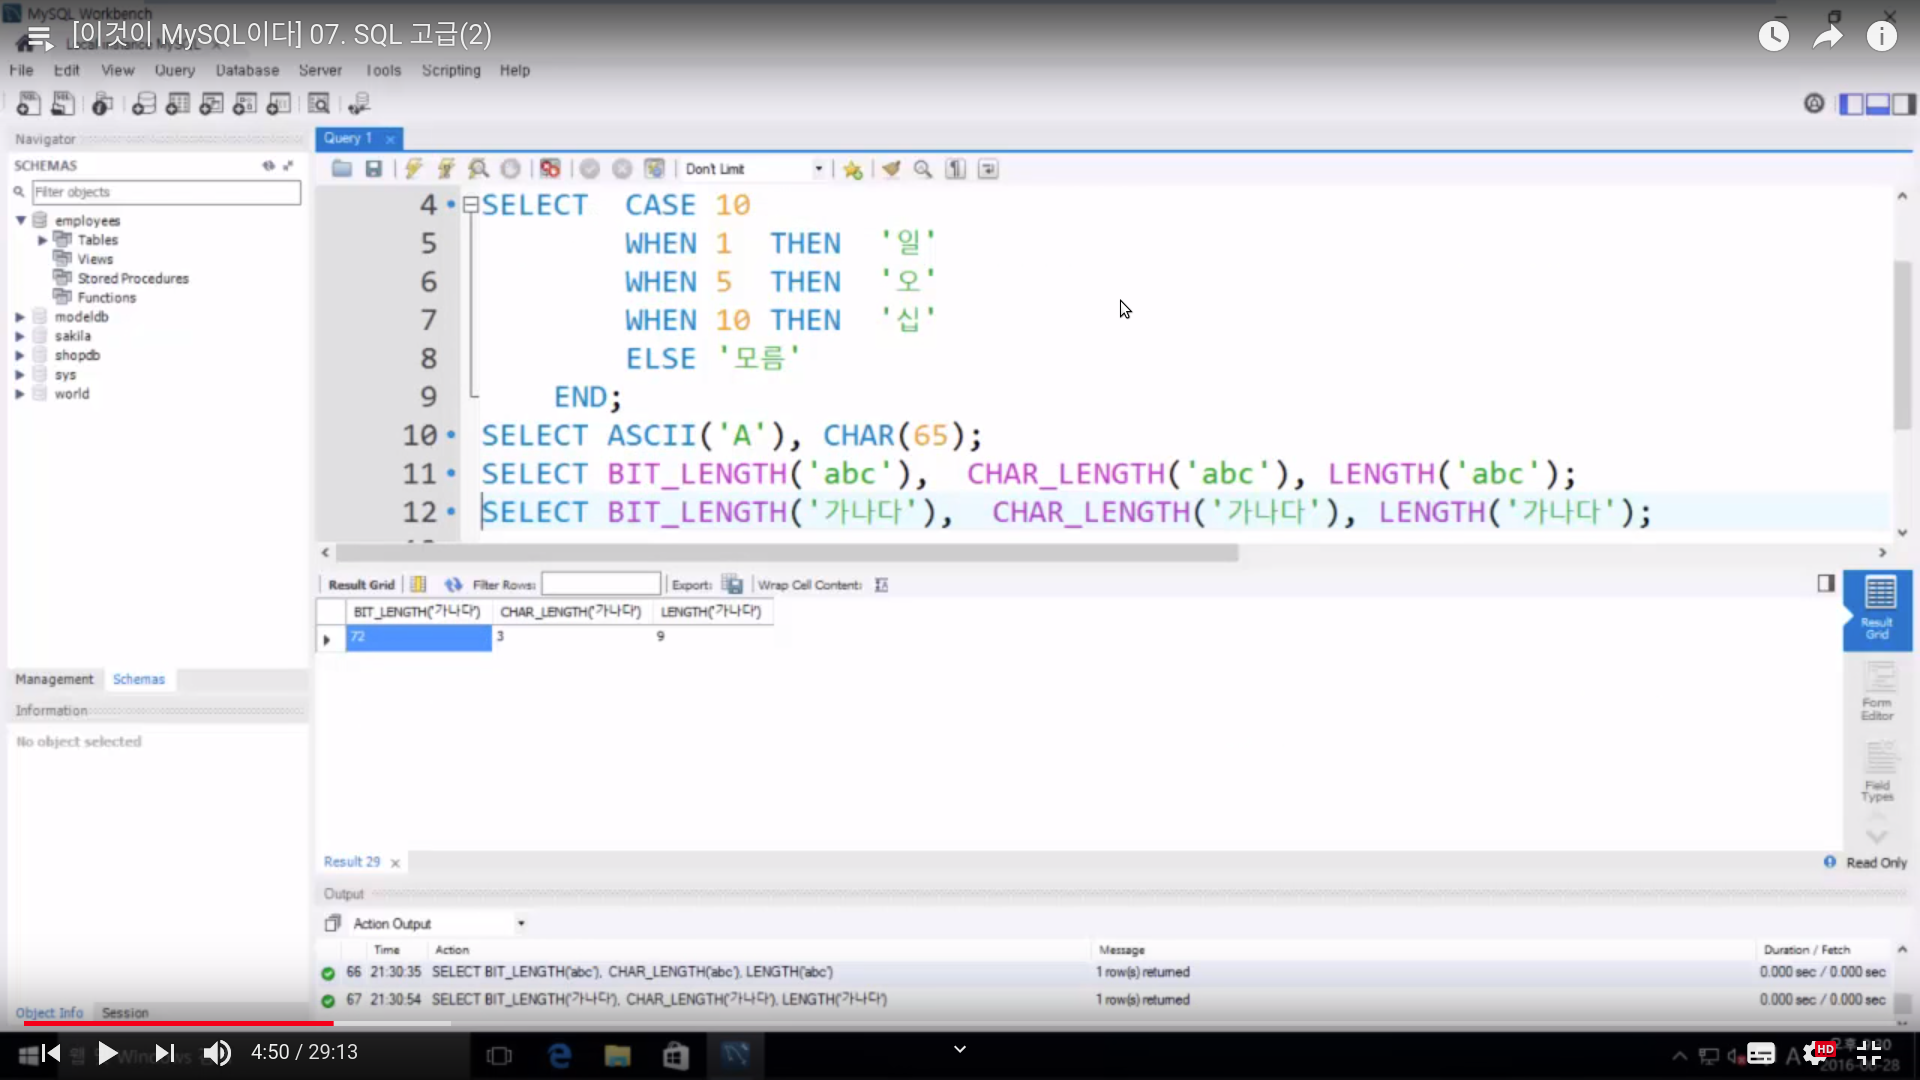 MySQL Workbench
[이것이 MySQL이다] 07. SQL 고급(2)
File Edit View Query Database Server Tools Scripting Help
Navigator
SCHEMAS
Filter objects
employees
Tables
Views
Stored Procedures
Functions
modeldb
sakila
shopdb
sys
world
Management Schemas
Information
No object selected
Object Info Session
Query 1
Don't Limit
4 SELECT CASE 10
5 WHEN 1 THEN '일'
6 WHEN 5 THEN '오'
7 WHEN 10 THEN '십'
8 ELSE '모름'
9 END;
10 SELECT ASCII('A'), CHAR(65);
11 SELECT BIT_LENGTH('abc'), CHAR_LENGTH('abc'), LENGTH('abc');
12 SELECT BIT_LENGTH('가나다'), CHAR_LENGTH('가나다'), LENGTH('가나다');
Result Grid Filter Rows: Export: Wrap Cell Content:
BIT_LENGTH('가나다') CHAR_LENGTH('가나다') LENGTH('가나다')
72 3 9
Result Grid
Form Editor
Field Types
Result 29
Read Only
Output
Action Output
Time Action Message Duration / Fetch
66 21:30:35 SELECT BIT_LENGTH('abc'), CHAR_LENGTH('abc'), LENGTH('abc') 1 row(s) returned 0.000 sec / 0.000 sec
67 21:30:54 SELECT BIT_LENGTH('가나다'), CHAR_LENGTH('가나다'), LENGTH('가나다') 1 row(s) returned 0.000 sec / 0.000 sec
4:50 / 29:13
HD